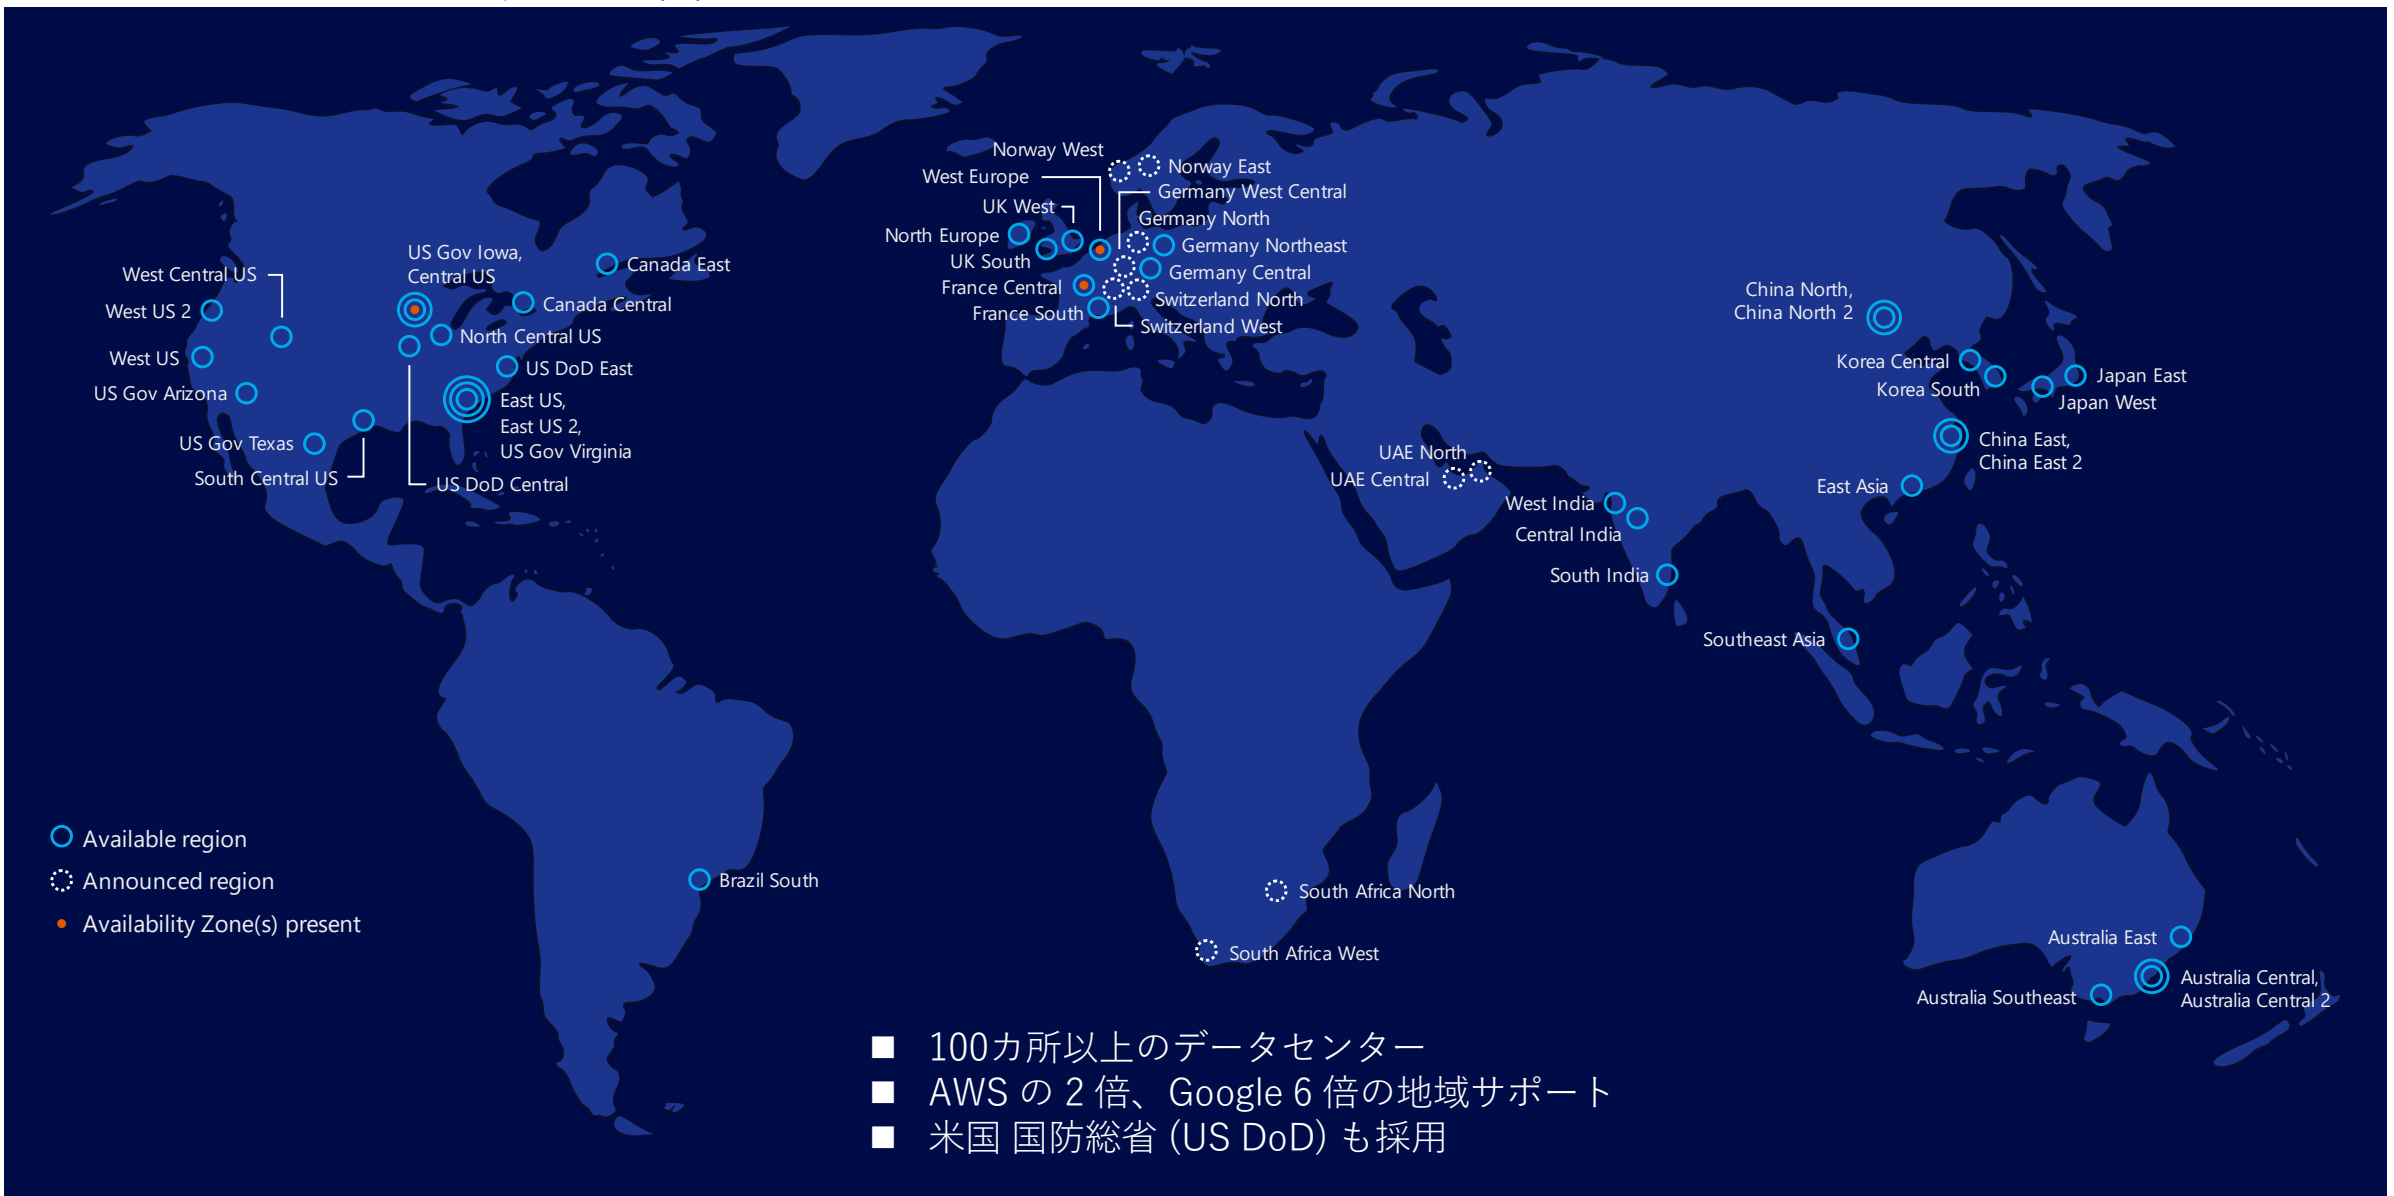 Norway West
Norway East
West Europe
Germany West Central
UK West
Germany North
North Europe
Germany Northeast
UK South
Germany Central
France Central
Switzerland North
France South
Switzerland West
US Gov Iowa,
Central US
Canada East
West Central US
Canada Central
West US 2
North Central US
West US
US DoD East
US Gov Arizona
East US,
East US 2,
US Gov Virginia
US Gov Texas
South Central US
US DoD Central
China North,
China North 2
Korea Central
Korea South
Japan East
Japan West
China East,
China East 2
UAE North
UAE Central
East Asia
West India
Central India
South India
Southeast Asia
Available region
Announced region
Availability Zone(s) present
Brazil South
South Africa North
South Africa West
Australia East
Australia Central,
Australia Central 2
Australia Southeast
■ 100カ所以上のデータセンター
■ AWS の 2 倍、Google 6 倍の地域サポート
■ 米国 国防総省 (US DoD) も採用